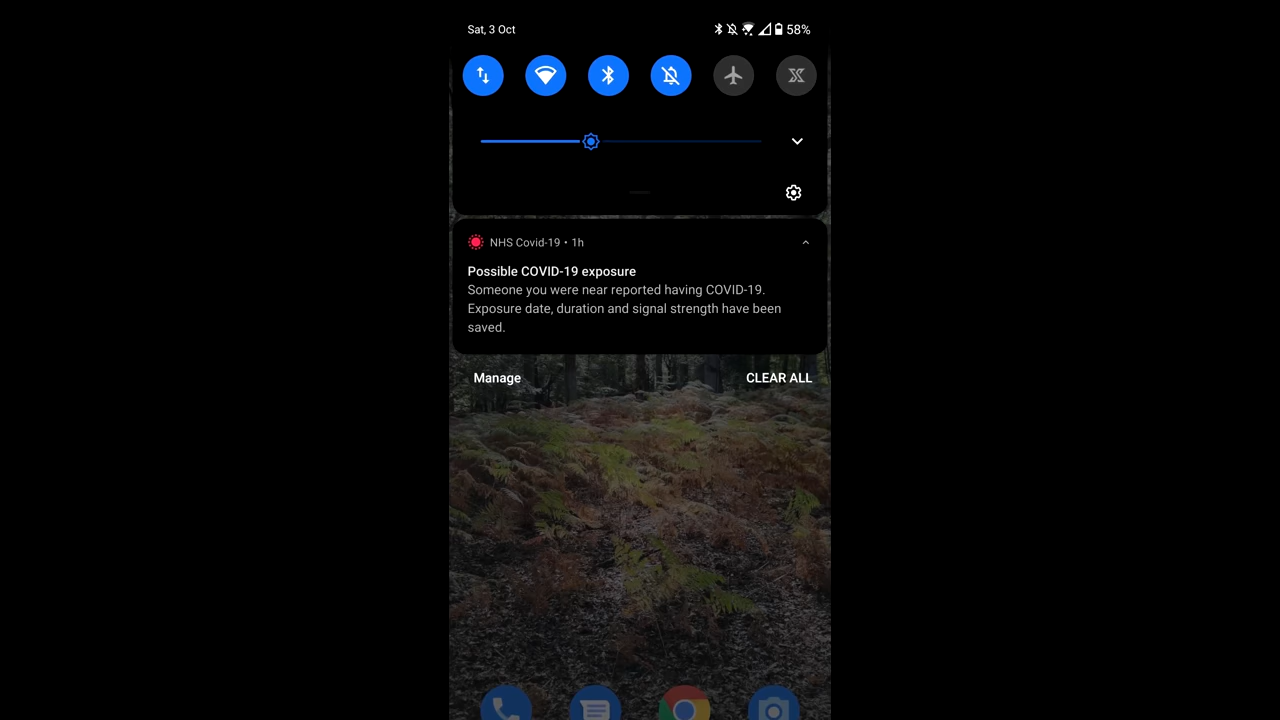 Sat, 3 Oct
58%
NHS Covid-19 • 1h
Possible COVID-19 exposure
Someone you were near reported having COVID-19.
Exposure date, duration and signal strength have been
saved.
Manage
CLEAR ALL